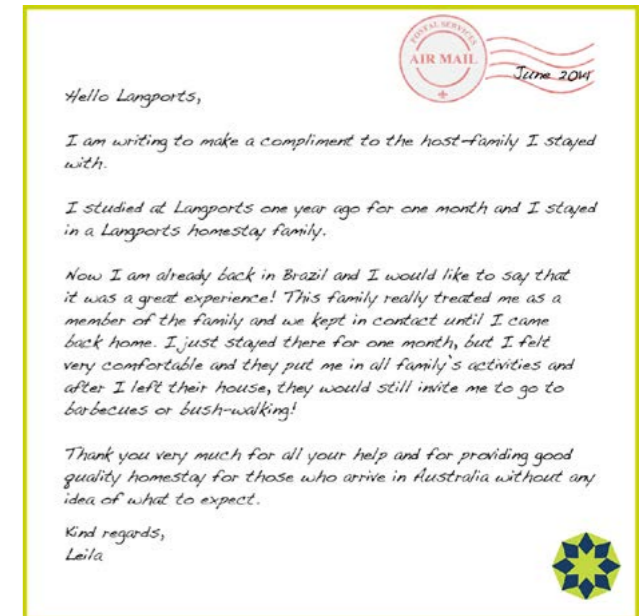 POSTAL SERVICES
AIR MAIL
June 2014
Hello Langports,
I am writing to make a compliment to the host-family I stayed
with.
I studied at Langports one year ago for one month and I stayed
in a Langports homestay family.
Now I am already back in Brazil and I would like to say that
it was a great experience! This family really treated me as a
member of the family and we kept in contact until I came
back home. I just stayed there for one month, but I felt
very comfortable and they put me in all family`s activities and
after I left their house, they would still invite me to go to
barbecues or bush-walking!
Thank you very much for all your help and for providing good
quality homestay for those who arrive in Australia without any
idea of what to expect.
Kind regards,
Leila